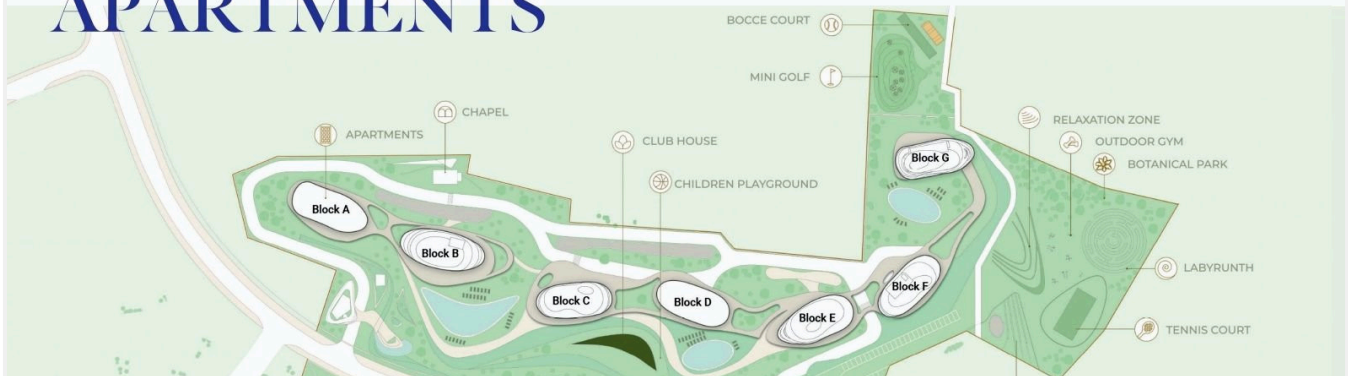 APARTMENTS
BOCCE COURT
MINI GOLF
CHAPEL
APARTMENTS
CLUB HOUSE
CHILDREN PLAYGROUND
RELAXATION ZONE
OUTDOOR GYM
BOTANICAL PARK
Block G
Block A
Block B
LABYRUNTH
Block C
Block D
Block E
Block F
TENNIS COURT